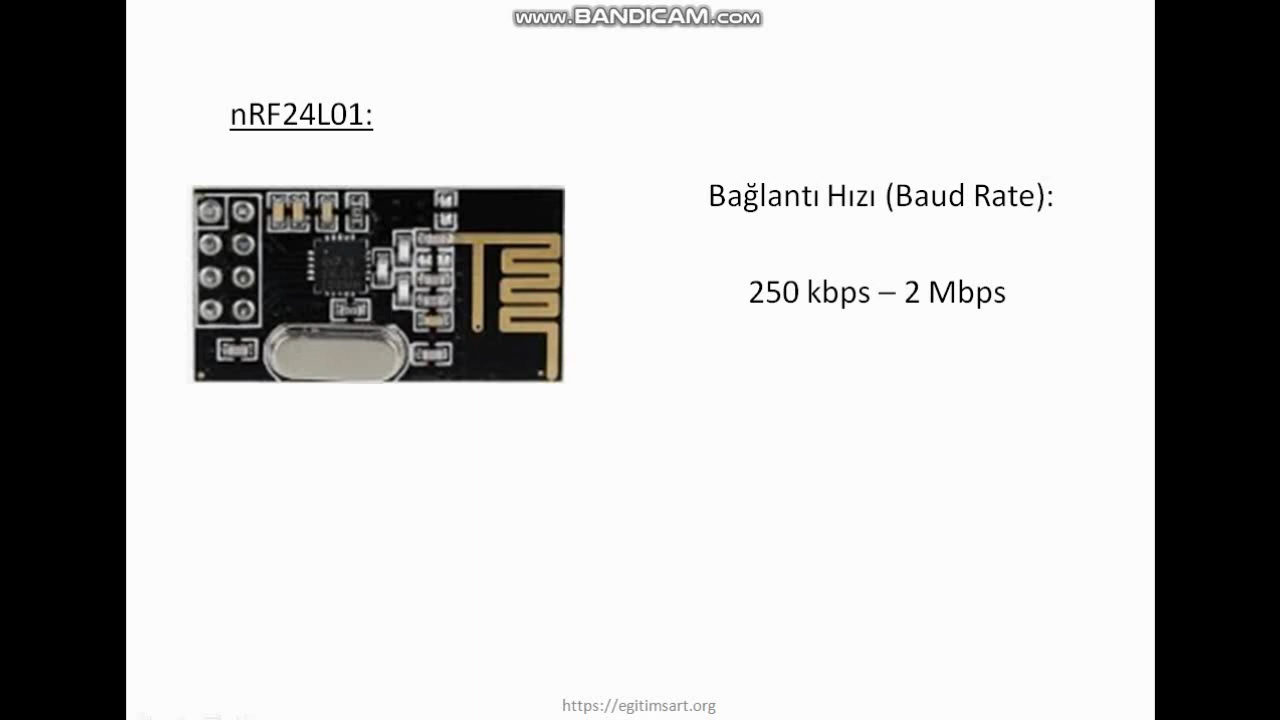 www.BANDICAM.com
nRF24L01:
Bağlantı Hızı (Baud Rate):
250 kbps – 2 Mbps
https://egitimsart.org